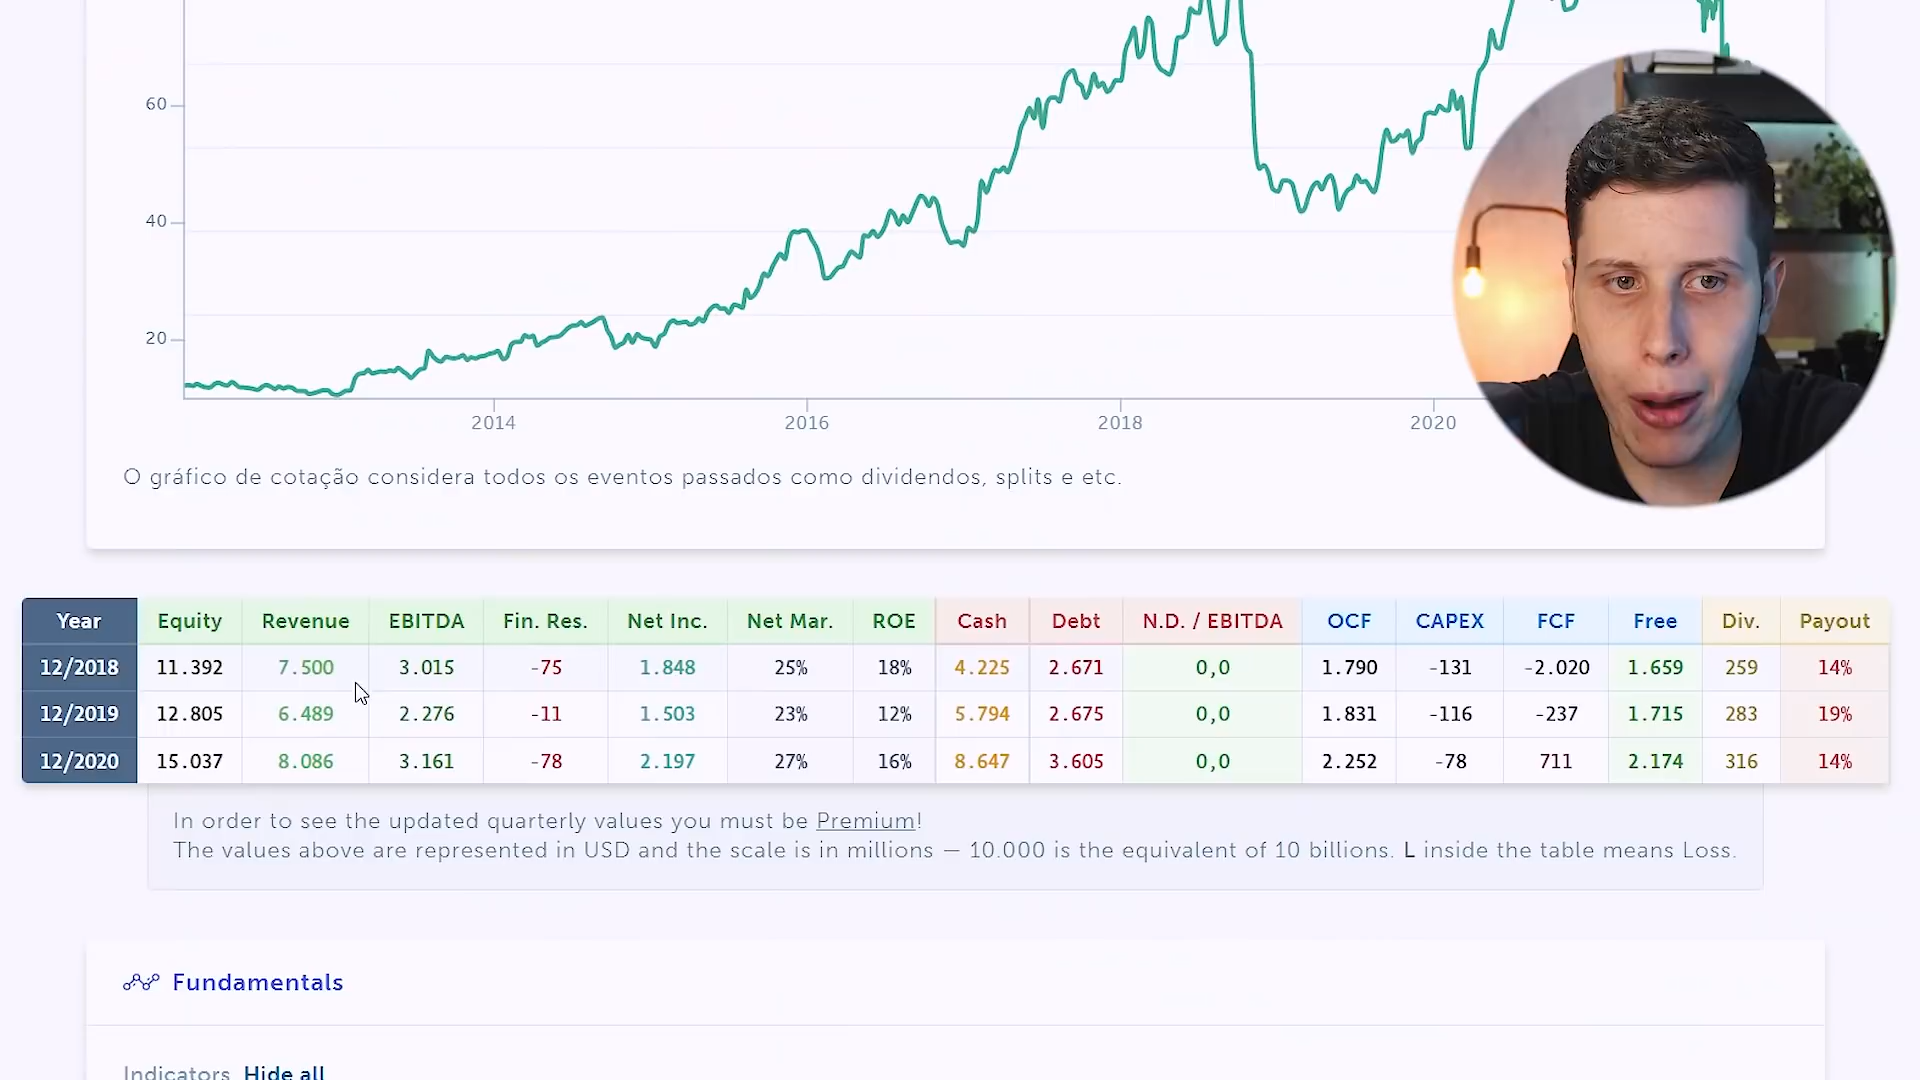 60
40
20
2014 2016 2018 2020
O gráfico de cotação considera todos os eventos passados como dividendos, splits e etc.
Year Equity Revenue EBITDA Fin. Res. Net Inc. Net Mar. ROE Cash Debt N.D. / EBITDA OCF CAPEX FCF Free Div. Payout
12/2018 11.392 7.500 3.015 -75 1.848 25% 18% 4.225 2.671 0,0 1.790 -131 -2.020 1.659 259 14%
12/2019 12.805 6.489 2.276 -11 1.503 23% 12% 5.794 2.675 0,0 1.831 -116 -237 1.715 283 19%
12/2020 15.037 8.086 3.161 -78 2.197 27% 16% 8.647 3.605 0,0 2.252 -78 711 2.174 316 14%
In order to see the updated quarterly values you must be Premium!
The values above are represented in USD and the scale is in millions — 10.000 is the equivalent of 10 billions. L inside the table means Loss.
Fundamentals
Indicators Hide all